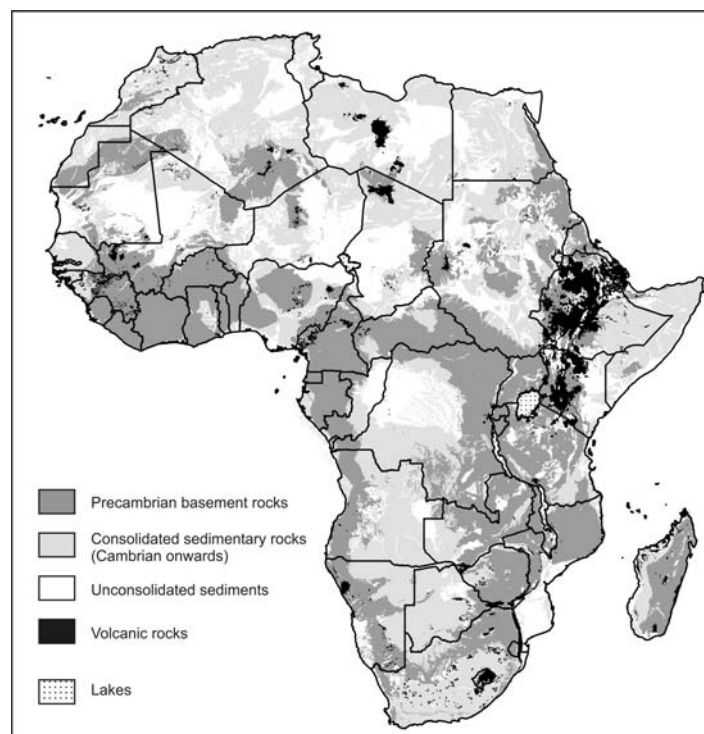 Precambrian basement rocks
Consolidated sedimentary rocks
(Cambrian onwards)
Unconsolidated sediments
Volcanic rocks
Lakes